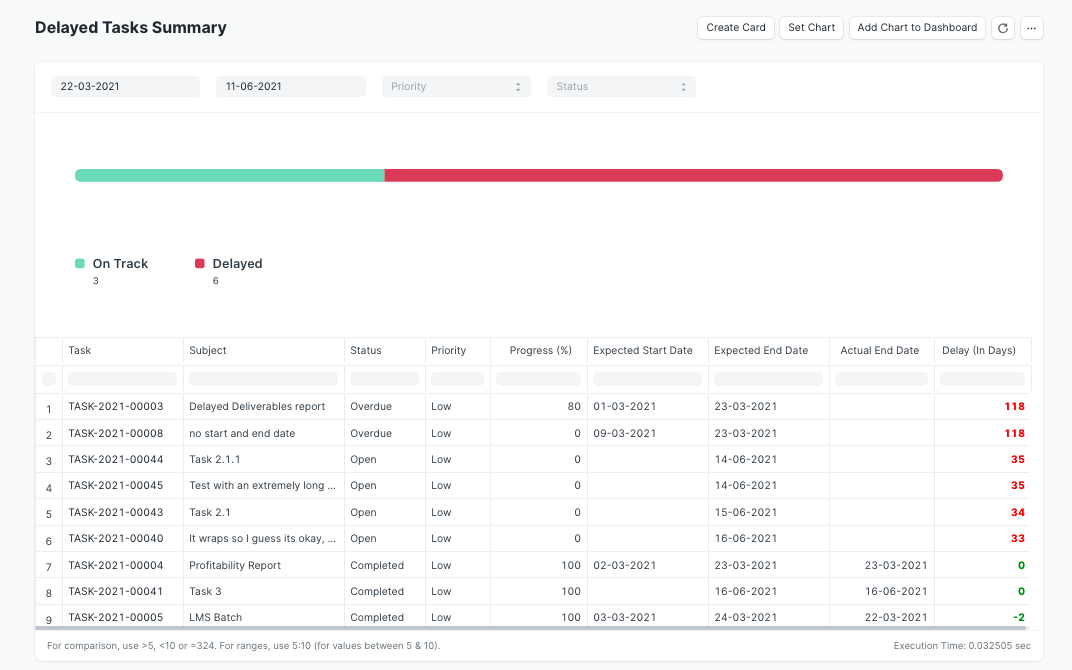 Delayed Tasks Summary Create Card Set Chart Add Chart to Dashboard ...
22-03-2021 11-06-2021 Priority Status
On Track Delayed
3 6
Task Subject Status Priority Progress (%) Expected Start Date Expected End Date Actual End Date Delay (In Days)
1 TASK-2021-00003 Delayed Deliverables report Overdue Low 80 01-03-2021 23-03-2021 118
2 TASK-2021-00008 no start and end date Overdue Low 0 09-03-2021 23-03-2021 118
3 TASK-2021-00044 Task 2.1.1 Open Low 0 14-06-2021 35
4 TASK-2021-00045 Test with an extremely long ... Open Low 0 14-06-2021 35
5 TASK-2021-00043 Task 2.1 Open Low 0 15-06-2021 34
6 TASK-2021-00040 It wraps so I guess its okay, ... Open Low 0 16-06-2021 33
7 TASK-2021-00004 Profitability Report Completed Low 100 02-03-2021 23-03-2021 23-03-2021 0
8 TASK-2021-00041 Task 3 Completed Low 100 16-06-2021 16-06-2021 0
9 TASK-2021-00005 LMS Batch Completed Low 100 03-03-2021 24-03-2021 22-03-2021 -2
For comparison, use >5, <10 or =324. For ranges, use 5:10 (for values between 5 & 10). Execution Time: 0.032505 sec